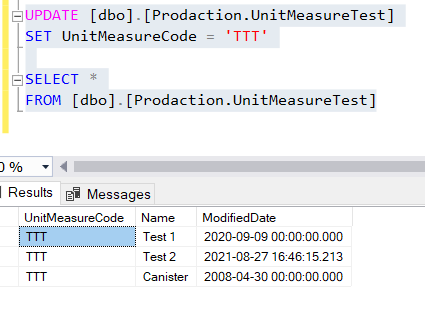 UPDATE [dbo].[Prodaction.UnitMeasureTest]
SET UnitMeasureCode = 'TTT'
SELECT *
FROM [dbo].[Prodaction.UnitMeasureTest]
0 %
Results Messages
UnitMeasureCode Name ModifiedDate
TTT Test 1 2020-09-09 00:00:00.000
TTT Test 2 2021-08-27 16:46:15.213
TTT Canister 2008-04-30 00:00:00.000